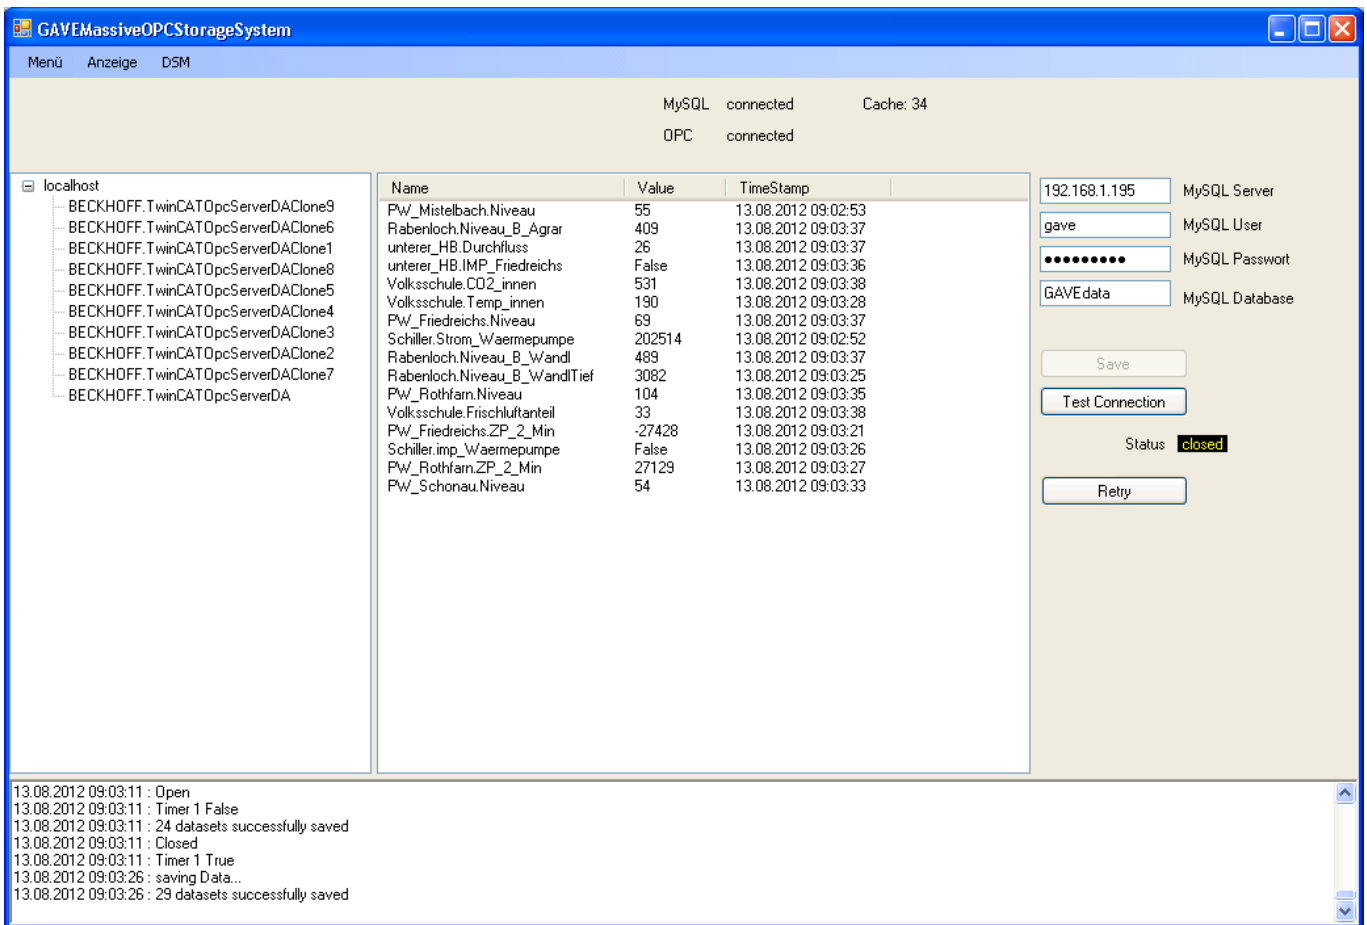 GAVEMassiveOPCStorageSystem
Menü Anzeige DSM
MySQL connected Cache: 34
OPC connected
localhost
BECKHOFF.TwinCATOpcServerDAClone9
BECKHOFF.TwinCATOpcServerDAClone6
BECKHOFF.TwinCATOpcServerDAClone1
BECKHOFF.TwinCATOpcServerDAClone8
BECKHOFF.TwinCATOpcServerDAClone5
BECKHOFF.TwinCATOpcServerDAClone4
BECKHOFF.TwinCATOpcServerDAClone3
BECKHOFF.TwinCATOpcServerDAClone2
BECKHOFF.TwinCATOpcServerDAClone7
BECKHOFF.TwinCATOpcServerDA
Name Value TimeStamp
PW_Mistelbach.Niveau 55 13.08.2012 09:02:53
Rabenloch.Niveau_B_Agrar 409 13.08.2012 09:03:37
unterer_HB.Durchfluss 26 13.08.2012 09:03:37
unterer_HB.IMP_Friedreichs False 13.08.2012 09:03:36
Volksschule.CO2_innen 531 13.08.2012 09:03:38
Volksschule.Temp_innen 190 13.08.2012 09:03:28
PW_Friedreichs.Niveau 69 13.08.2012 09:03:37
Schiller.Strom_Waermepumpe 202514 13.08.2012 09:02:52
Rabenloch.Niveau_B_Wandl 489 13.08.2012 09:03:37
Rabenloch.Niveau_B_WandlTief 3082 13.08.2012 09:03:25
PW_Rothfarn.Niveau 104 13.08.2012 09:03:35
Volksschule.Frischluftanteil 33 13.08.2012 09:03:38
PW_Friedreichs.ZP_2_Min -27428 13.08.2012 09:03:21
Schiller.imp_Waermepumpe False 13.08.2012 09:03:26
PW_Rothfarn.ZP_2_Min 27129 13.08.2012 09:03:27
PW_Schonau.Niveau 54 13.08.2012 09:03:33
192.168.1.195 MySQL Server
gave MySQL User
●●●●●●●●● MySQL Passwort
GAVEdata MySQL Database
Save
Test Connection
Status closed
Retry
13.08.2012 09:03:11 : Open
13.08.2012 09:03:11 : Timer 1 False
13.08.2012 09:03:11 : 24 datasets successfully saved
13.08.2012 09:03:11 : Closed
13.08.2012 09:03:11 : Timer 1 True
13.08.2012 09:03:26 : saving Data...
13.08.2012 09:03:26 : 29 datasets successfully saved